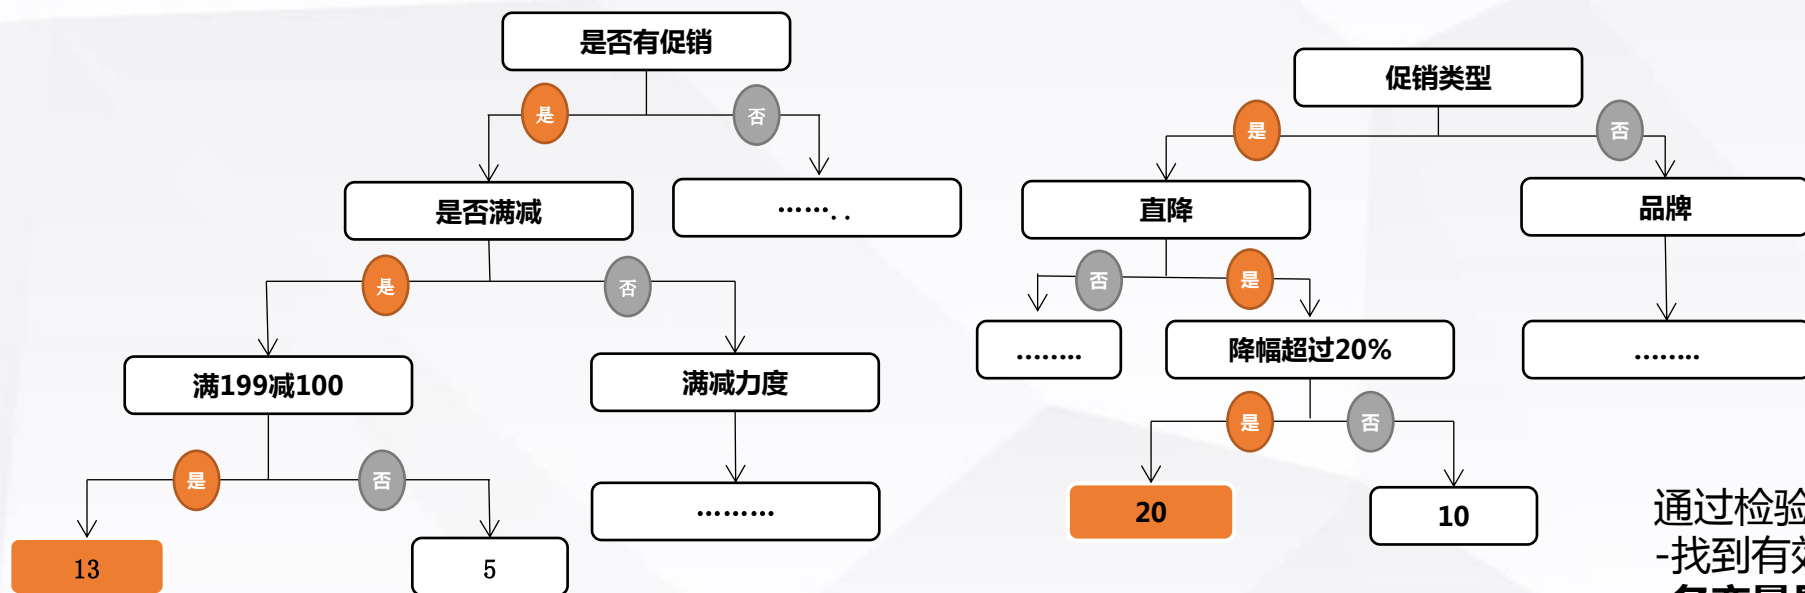 是否有促销
是
否
是否满减
…….. 
是
否
满199减100
满减力度
是
否
………
13
5
促销类型
是
否
直降
品牌
否
是
........
降幅超过20%
........
是
否
20
10
通过检验
-找到有